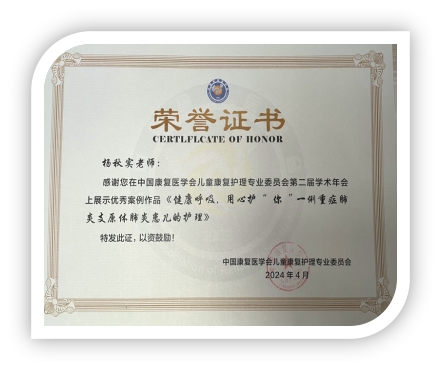 荣誉证书
CERTLFLCATE OF HONOR
杨秋实老师：
感谢您在中国康复医学会儿童康复护理专业委员会第二届学术年会
上展示优秀案例作品《健康呼吸，用心护“你”一例重症肺
炎支原体肺炎患儿的护理》
特发此证，以资鼓励！
中国康复医学会儿童康复护理专业委员会
2024年4月